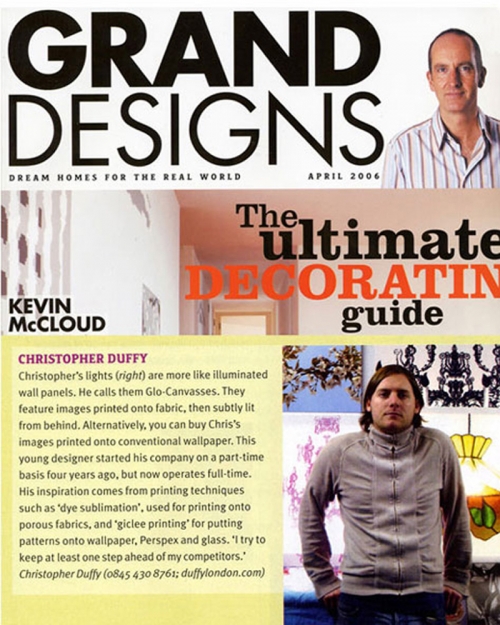 GRAND
DESIGNS
DREAM HOMES FOR THE REAL WORLD APRIL 2006
The
ultimate
DECORATIN
guide
KEVIN
McCLOUD
CHRISTOPHER DUFFY
Christopher's lights (right) are more like illuminated
wall panels. He calls them Glo-Canvasses. They
feature images printed onto fabric, then subtly lit
from behind. Alternatively, you can buy Chris's
images printed onto conventional wallpaper. This
young designer started his company on a part-time
basis four years ago, but now operates full-time.
His inspiration comes from printing techniques
such as 'dye sublimation', used for printing onto
porous fabrics, and 'giclee printing' for putting
patterns onto wallpaper, Perspex and glass. 'I try to
keep at least one step ahead of my competitors.'
Christopher Duffy (0845 430 8761; duffylondon.com)